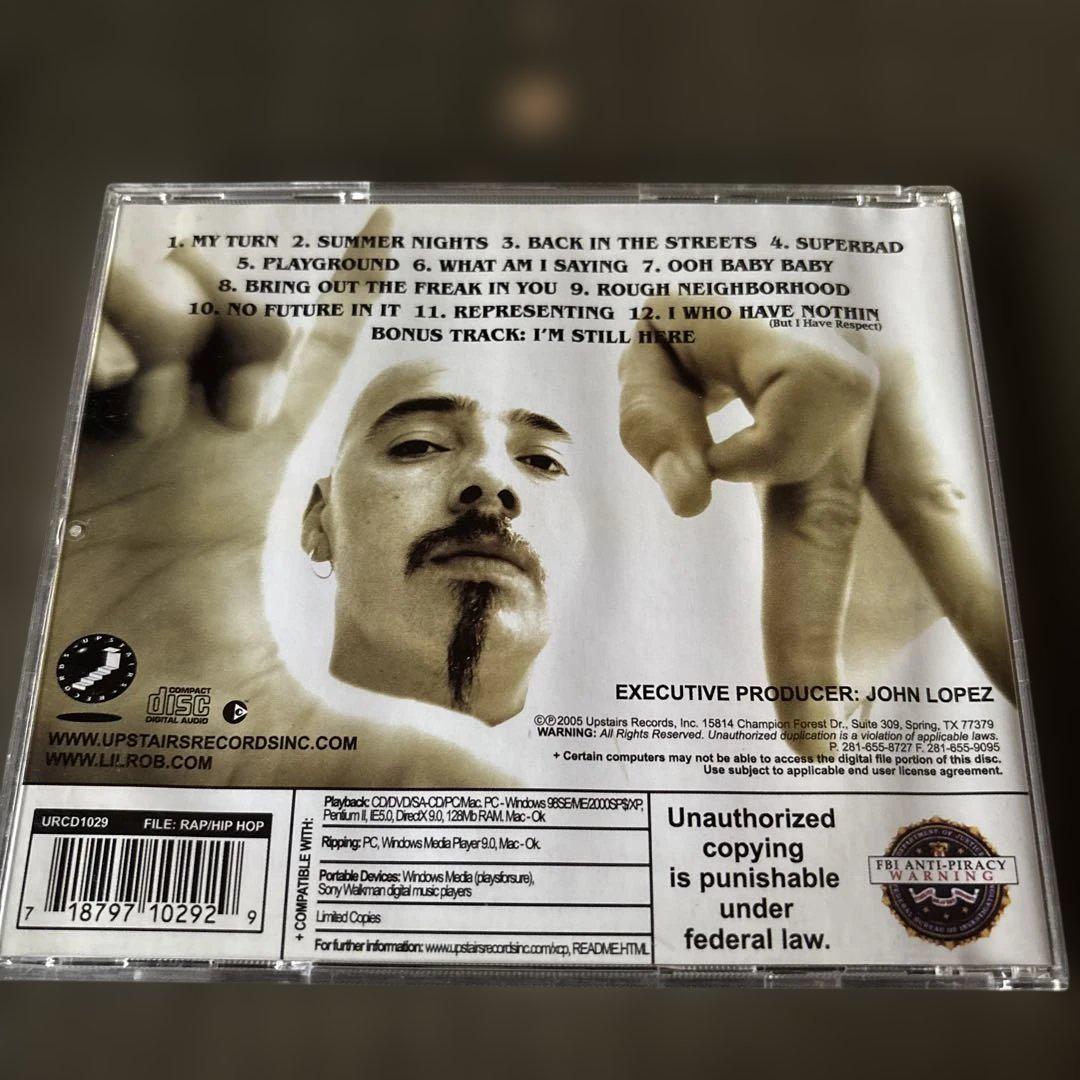 1. MY TURN 2. SUMMER NIGHTS 3. BACK IN THE STREETS 4. SUPERBAD
5. PLAYGROUND 6. WHAT AM I SAYING 7. OOH BABY BABY
8. BRING OUT THE FREAK IN YOU 9. ROUGH NEIGHBORHOOD
10. NO FUTURE IN IT 11. REPRESENTING 12. I WHO HAVE NOTHIN
(But I Have Respect)
BONUS TRACK: I'M STILL HERE
UPSTAIRS RECORDS
COMPACT
disc
DIGITAL AUDIO
WWW.UPSTAIRSRECORDSINC.COM
WWW.LILROB.COM
EXECUTIVE PRODUCER: JOHN LOPEZ
©℗2005 Upstairs Records, Inc. 15814 Champion Forest Dr., Suite 309, Spring, TX 77379
WARNING: All Rights Reserved. Unauthorized duplication is a violation of applicable laws.
P. 281-655-8727 F. 281-655-9095
+ Certain computers may not be able to access the digital file portion of this disc.
Use subject to applicable end user license agreement.
URCD1029 FILE: RAP/HIP HOP
7 18797 10292 9
+ COMPATIBLE WITH:
Playback: CD/DVD/SA-CD/PC/Mac. PC - Windows 98SE/ME/2000SP$/XP,
Pentium II, IE5.0, DirectX 9.0, 128Mb RAM. Mac - Ok
Ripping: PC, Windows Media Player 9.0, Mac - Ok.
Portable Devices: Windows Media (playsforsure),
Sony Walkman digital music players
Limited Copies
For further information: www.upstairsrecordsinc.com/xcp, README.HTML
Unauthorized
copying
is punishable
under
federal law.
DEPARTMENT OF JUSTICE
FBI ANTI-PIRACY
WARNING
FEDERAL BUREAU OF INVESTIGATION